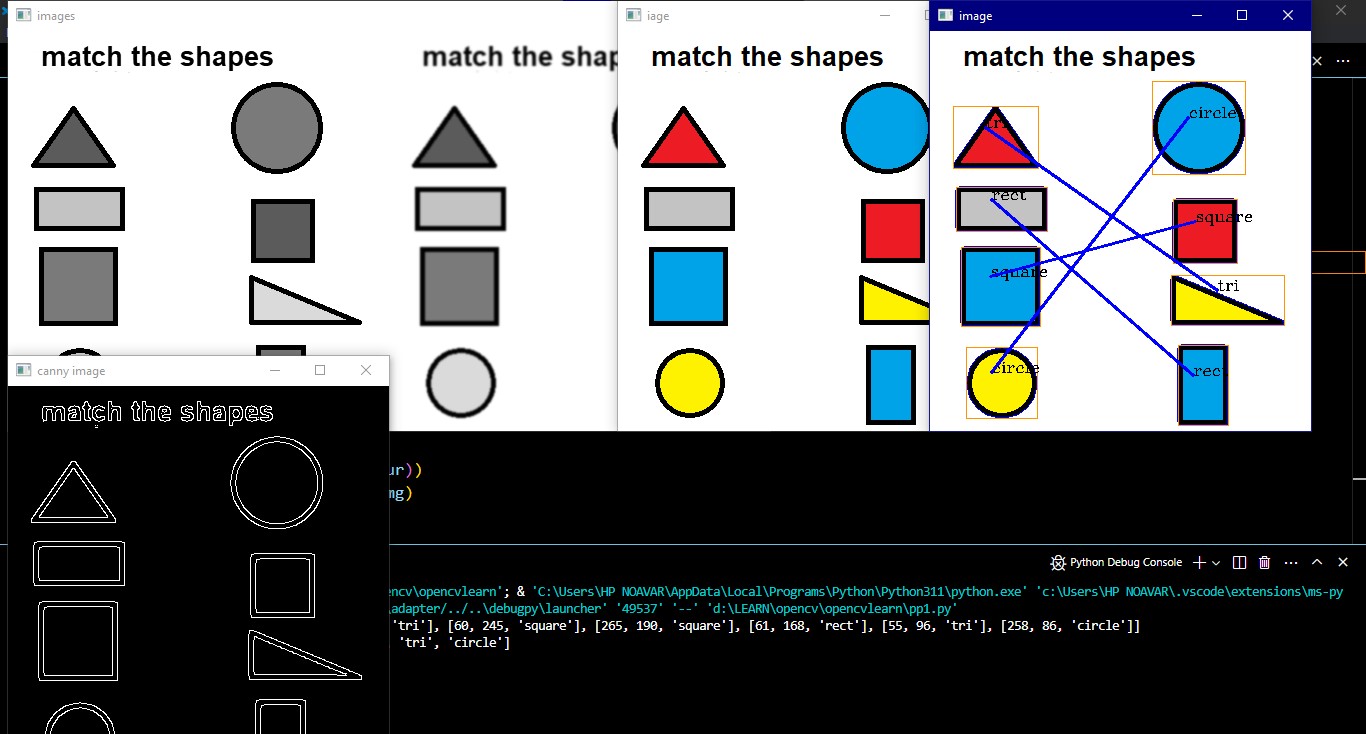 images
match the shapes
match the shap
iage
match the shapes
image
match the shapes
tri
circle
rect
square
square
tri
circle
rect
canny image
match the shapes
ur))
mg)
Python Debug Console
encv\opencvlearn'; & 'C:\Users\HP NOAVAR\AppData\Local\Programs\Python\Python311\python.exe' 'c:\Users\HP NOAVAR\.vscode\extensions\ms-py
adapter/../..\debugpy\launcher' '49537' '--' 'd:\LEARN\opencv\opencvlearn\pp1.py'
'tri'], [60, 245, 'square'], [265, 190, 'square'], [61, 168, 'rect'], [55, 96, 'tri'], [258, 86, 'circle']]
'tri', 'circle']